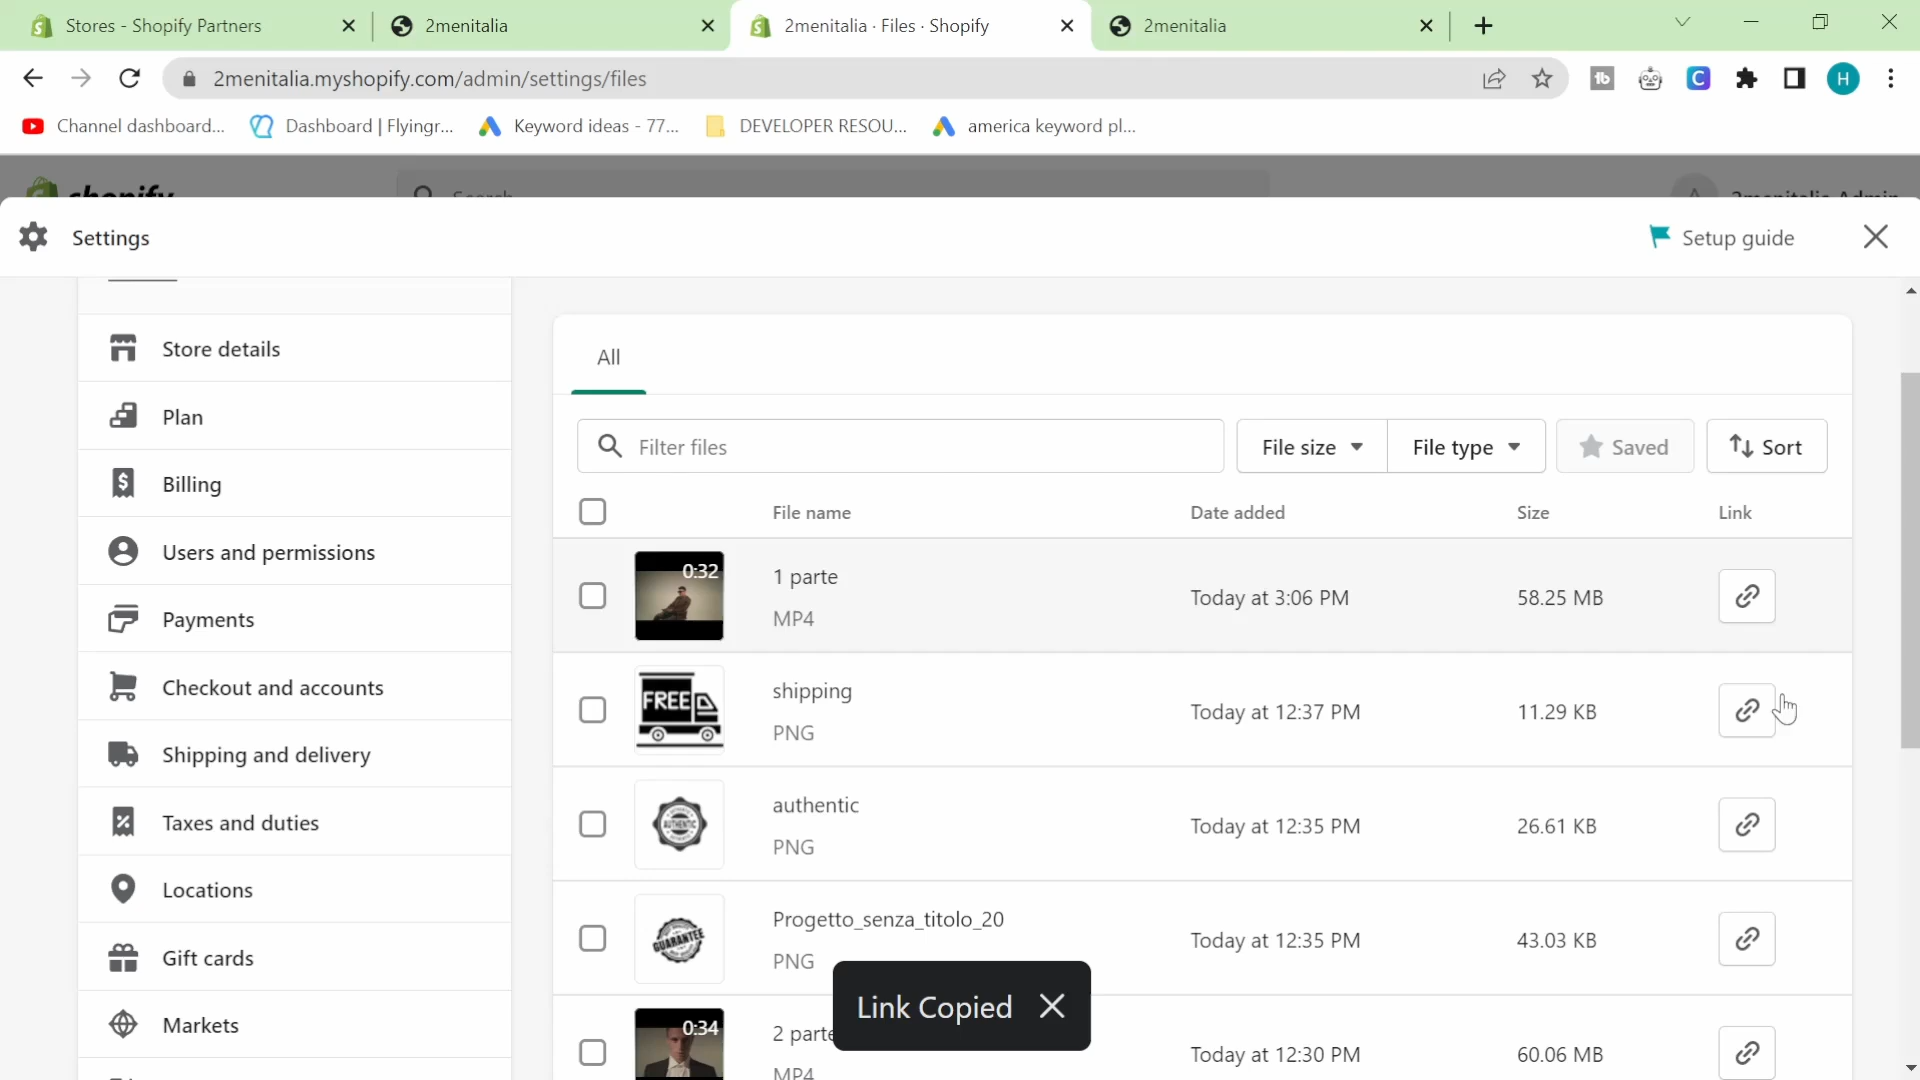 Stores - Shopify Partners
2menitalia
2menitalia · Files · Shopify
2menitalia
2menitalia.myshopify.com/admin/settings/files
H
Channel dashboard...
Dashboard | Flyingr...
Keyword ideas - 77...
DEVELOPER RESOU...
america keyword pl...
shopify
Search
2menitalia Admin
Settings
Setup guide
Store details
Plan
Billing
Users and permissions
Payments
Checkout and accounts
Shipping and delivery
Taxes and duties
Locations
Gift cards
Markets
All
Filter files
File size
File type
Saved
Sort
File name
Date added
Size
Link
0:32
1 parte
MP4
Today at 3:06 PM
58.25 MB
FREE
shipping
PNG
Today at 12:37 PM
11.29 KB
AUTHENTIC
authentic
PNG
Today at 12:35 PM
26.61 KB
GUARANTEE
Progetto_senza_titolo_20
PNG
Today at 12:35 PM
43.03 KB
0:34
2 parte
MP4
Today at 12:30 PM
60.06 MB
Link Copied